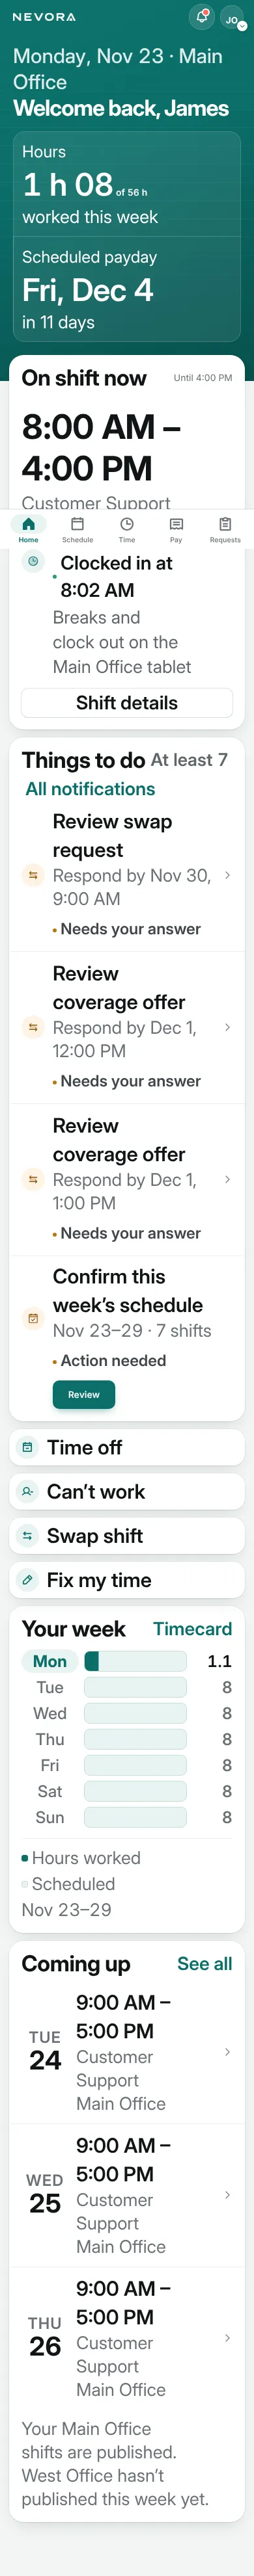 NEVORA
JO
Monday, Nov 23 · Main
Office
Welcome back, James
Hours
1 h 08 of 56 h
worked this week
Scheduled payday
Fri, Dec 4
in 11 days
On shift now
Until 4:00 PM
8:00 AM –
4:00 PM
Customer Support
Home
Schedule
Time
Pay
Requests
Clocked in at
8:02 AM
Breaks and
clock out on the
Main Office tablet
Shift details
Things to do At least 7
All notifications
Review swap
request
Respond by Nov 30,
9:00 AM
Needs your answer
Review
coverage offer
Respond by Dec 1,
12:00 PM
Needs your answer
Review
coverage offer
Respond by Dec 1,
1:00 PM
Needs your answer
Confirm this
week's schedule
Nov 23–29 · 7 shifts
Action needed
Review
Time off
Can't work
Swap shift
Fix my time
Your week
Timecard
Mon 1.1
Tue 8
Wed 8
Thu 8
Fri 8
Sat 8
Sun 8
Hours worked
Scheduled
Nov 23–29
Coming up
See all
TUE
24
9:00 AM –
5:00 PM
Customer
Support
Main Office
WED
25
9:00 AM –
5:00 PM
Customer
Support
Main Office
THU
26
9:00 AM –
5:00 PM
Customer
Support
Main Office
Your Main Office
shifts are published.
West Office hasn't
published this week yet.